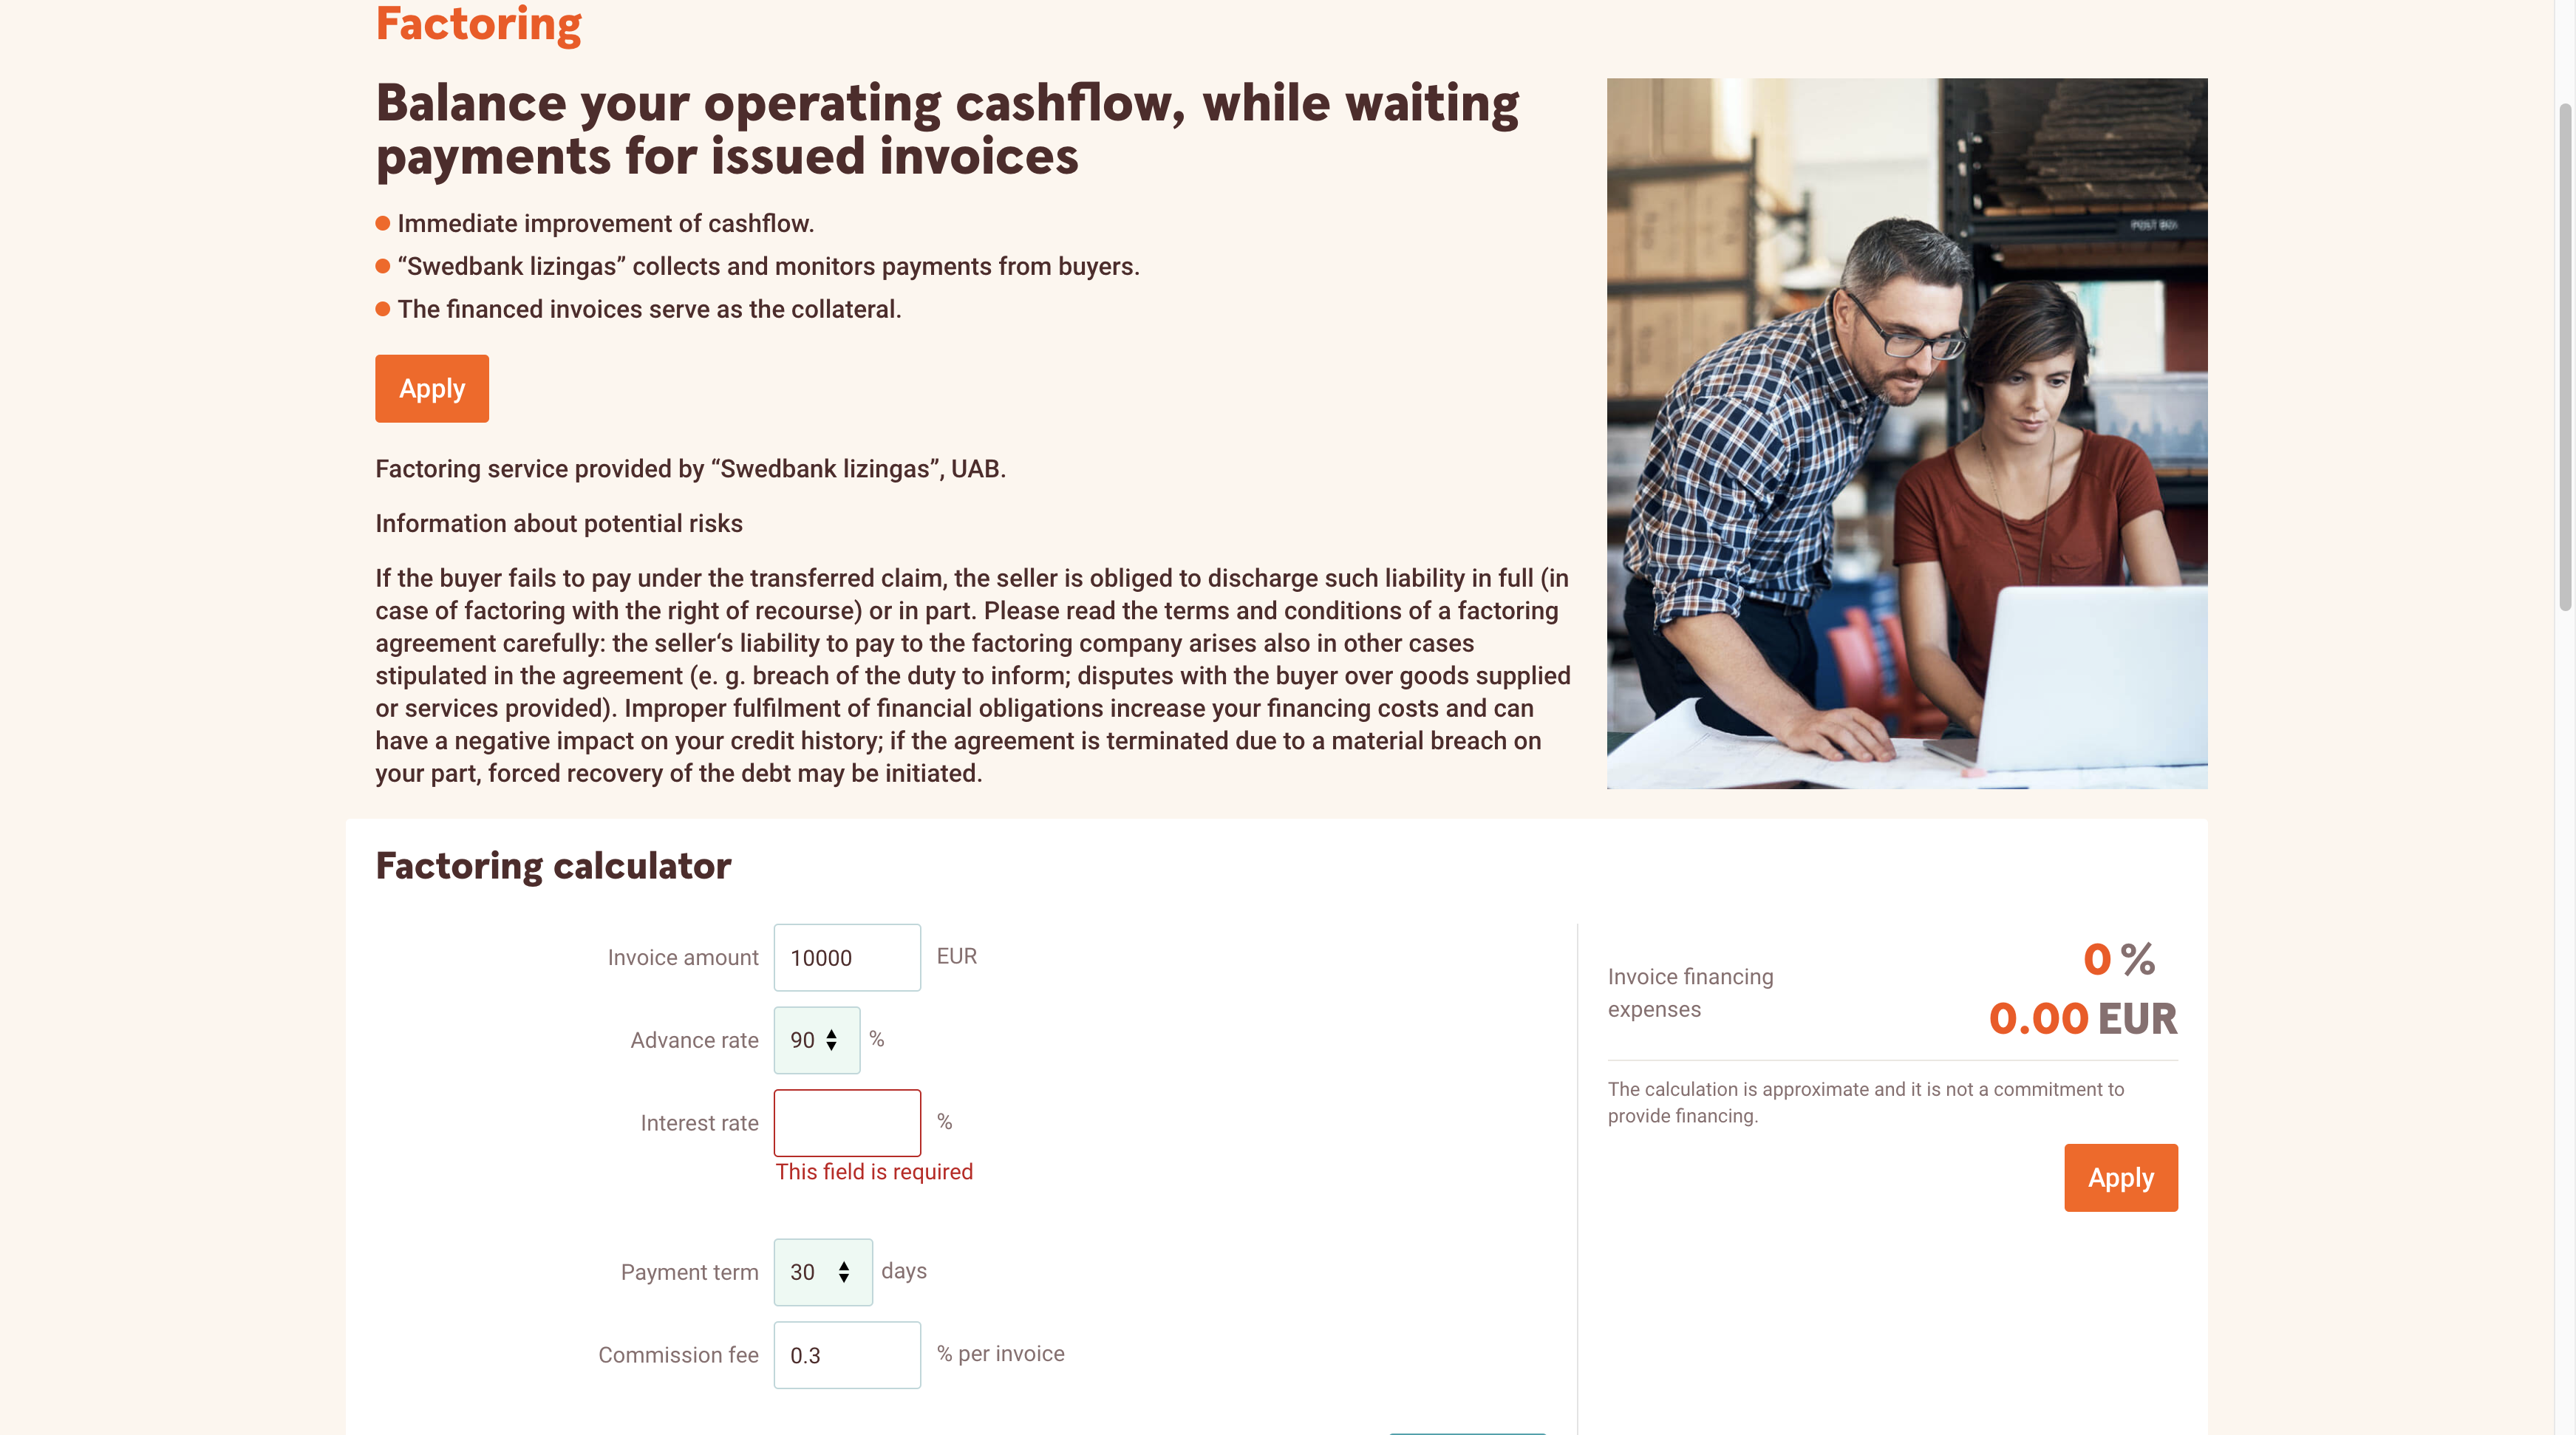 Factoring
Balance your operating cashflow, while waiting
payments for issued invoices
Immediate improvement of cashflow.
“Swedbank lizingas” collects and monitors payments from buyers.
The financed invoices serve as the collateral.
Apply
Factoring service provided by “Swedbank lizingas”, UAB.
Information about potential risks
If the buyer fails to pay under the transferred claim, the seller is obliged to discharge such liability in full (in
case of factoring with the right of recourse) or in part. Please read the terms and conditions of a factoring
agreement carefully: the seller‘s liability to pay to the factoring company arises also in other cases
stipulated in the agreement (e. g. breach of the duty to inform; disputes with the buyer over goods supplied
or services provided). Improper fulfilment of financial obligations increase your financing costs and can
have a negative impact on your credit history; if the agreement is terminated due to a material breach on
your part, forced recovery of the debt may be initiated.
POST BOX
Factoring calculator
Invoice amount 10000 EUR
Advance rate 90 %
Interest rate %
This field is required
Payment term 30 days
Commission fee 0.3 % per invoice
Invoice financing
expenses
0 %
0.00 EUR
The calculation is approximate and it is not a commitment to
provide financing.
Apply